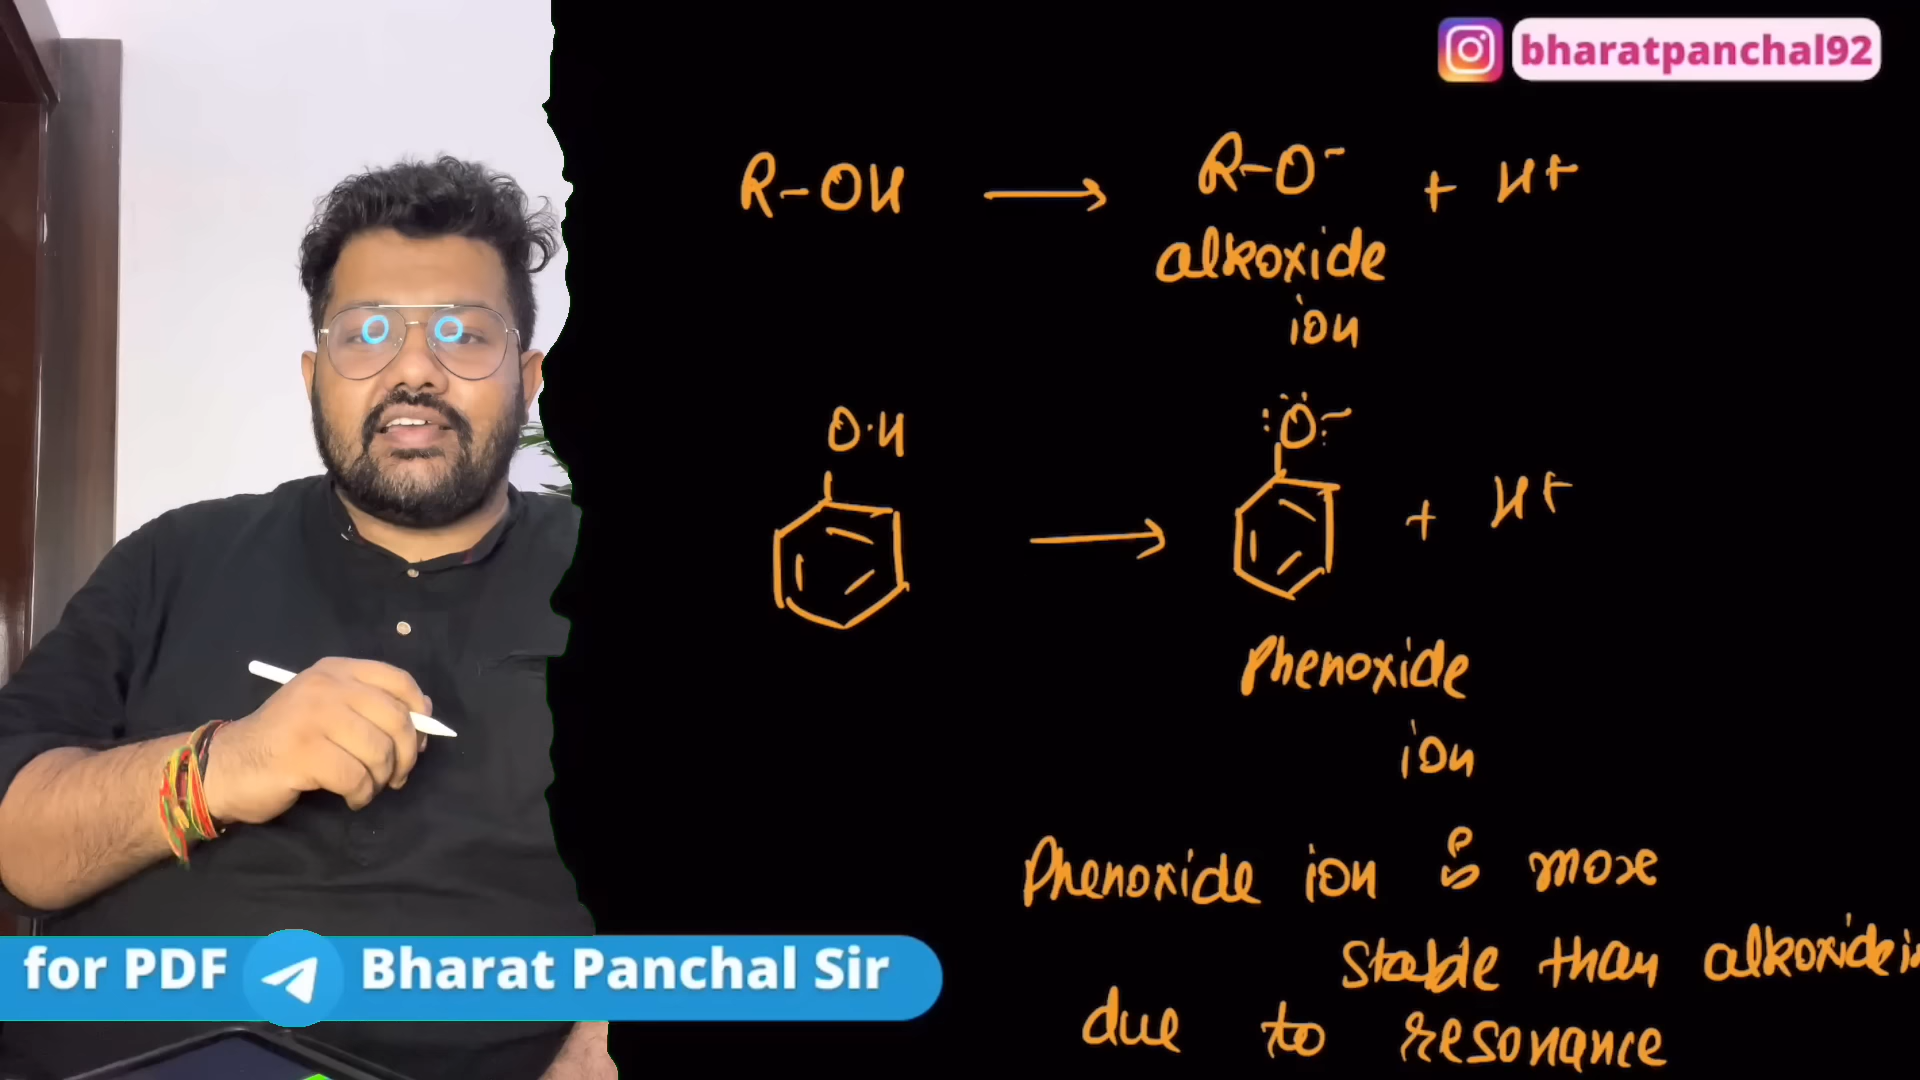 bharatpanchal92
R-OH → R-O⁻ + H+
alkoxide
ion
O·H
:Ö:⁻
→ + H+
Phenoxide
ion
Phenoxide ion is more
stable than alkoxide i
due to resonance
for PDF Bharat Panchal Sir